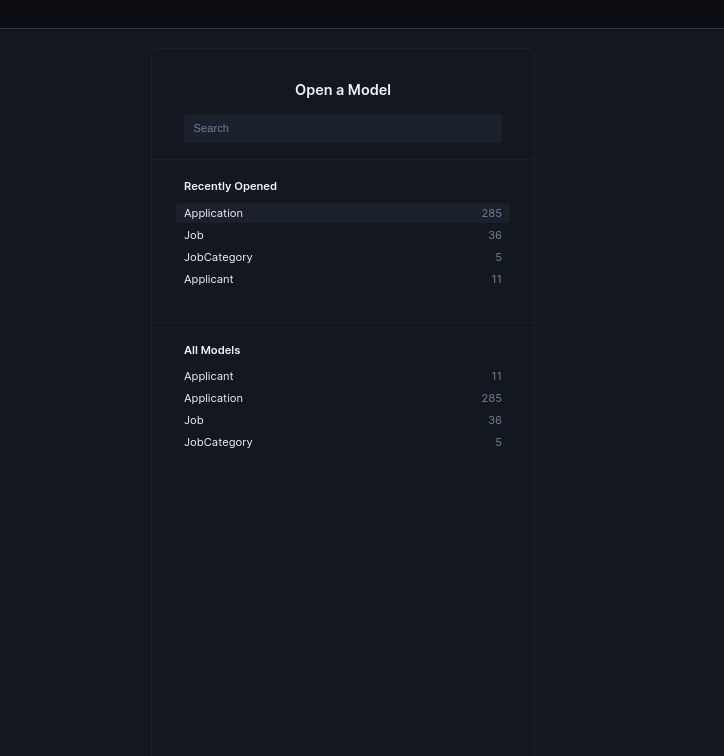 Open a Model
Search
Recently Opened
Application 285
Job 36
JobCategory 5
Applicant 11
All Models
Applicant 11
Application 285
Job 36
JobCategory 5